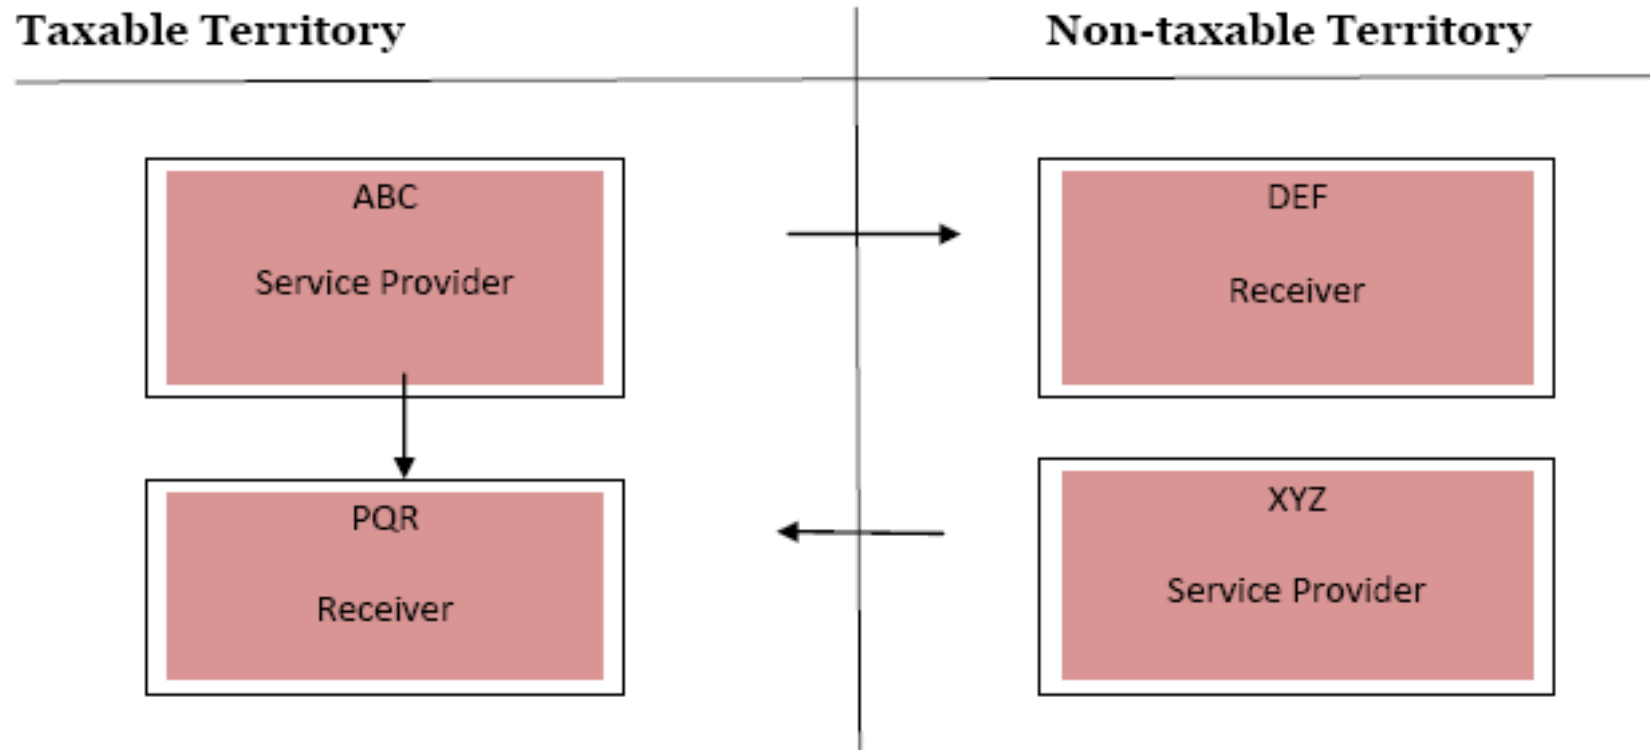 Taxable Territory
Non-taxable Territory
ABC
Service Provider
DEF
Receiver
PQR
Receiver
XYZ
Service Provider